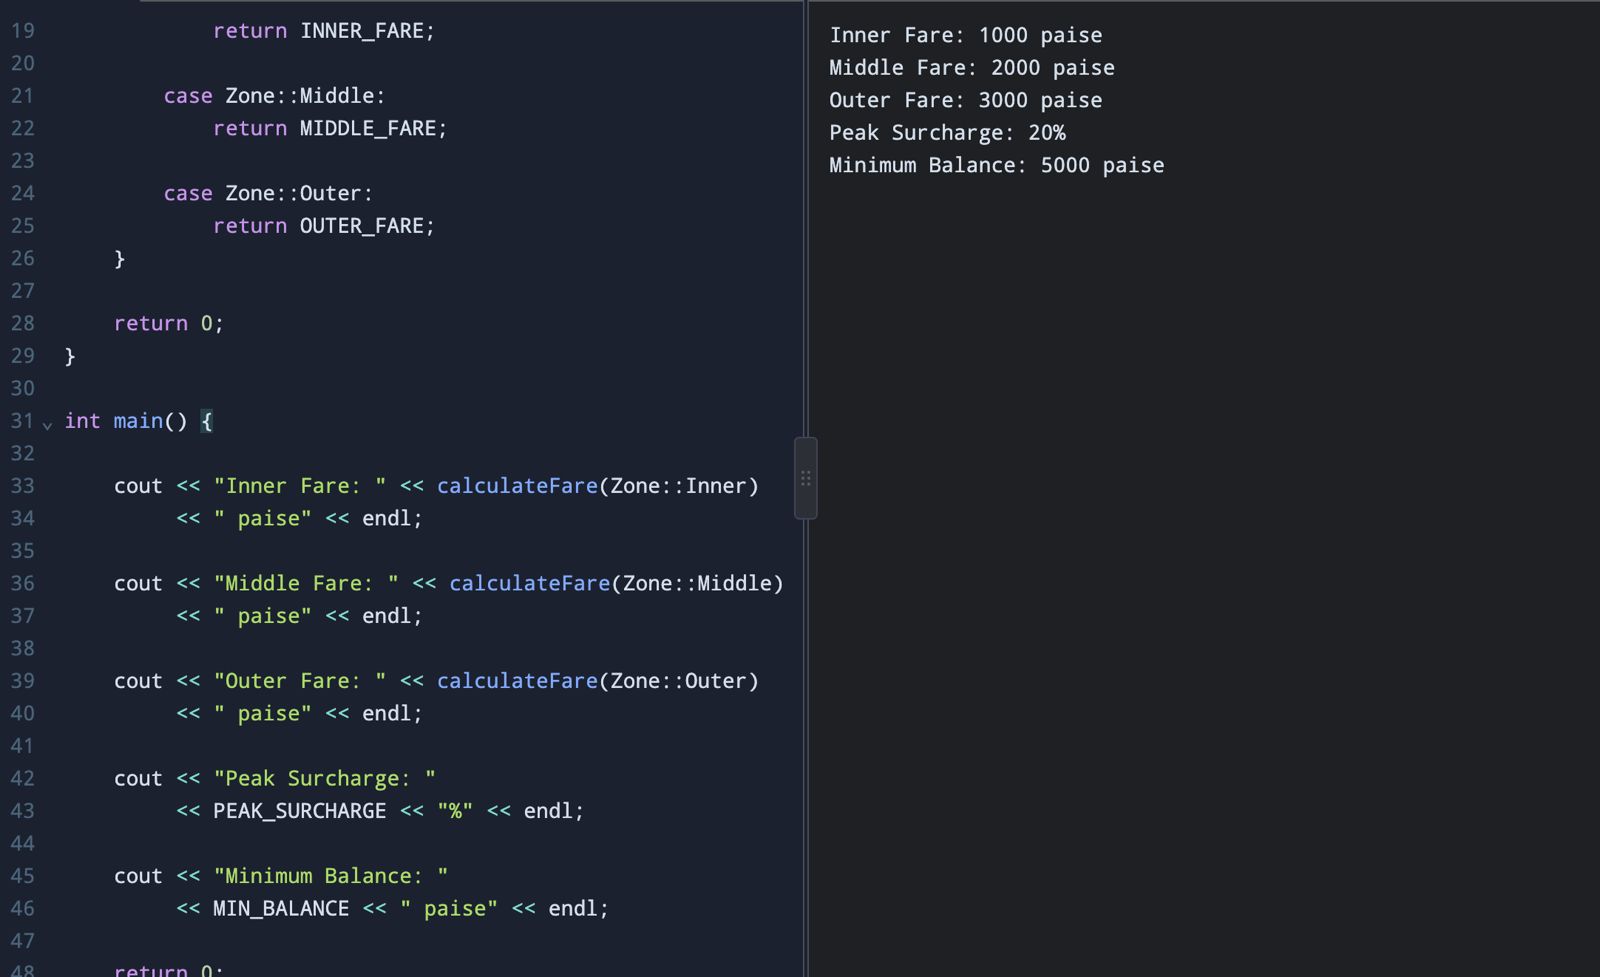 19 return INNER_FARE;
20
21 case Zone::Middle:
22 return MIDDLE_FARE;
23
24 case Zone::Outer:
25 return OUTER_FARE;
26 }
27
28 return 0;
29 }
30
31 int main() {
32
33 cout << "Inner Fare: " << calculateFare(Zone::Inner)
34 << " paise" << endl;
35
36 cout << "Middle Fare: " << calculateFare(Zone::Middle)
37 << " paise" << endl;
38
39 cout << "Outer Fare: " << calculateFare(Zone::Outer)
40 << " paise" << endl;
41
42 cout << "Peak Surcharge: "
43 << PEAK_SURCHARGE << "%" << endl;
44
45 cout << "Minimum Balance: "
46 << MIN_BALANCE << " paise" << endl;
47
48 return 0;
Inner Fare: 1000 paise
Middle Fare: 2000 paise
Outer Fare: 3000 paise
Peak Surcharge: 20%
Minimum Balance: 5000 paise